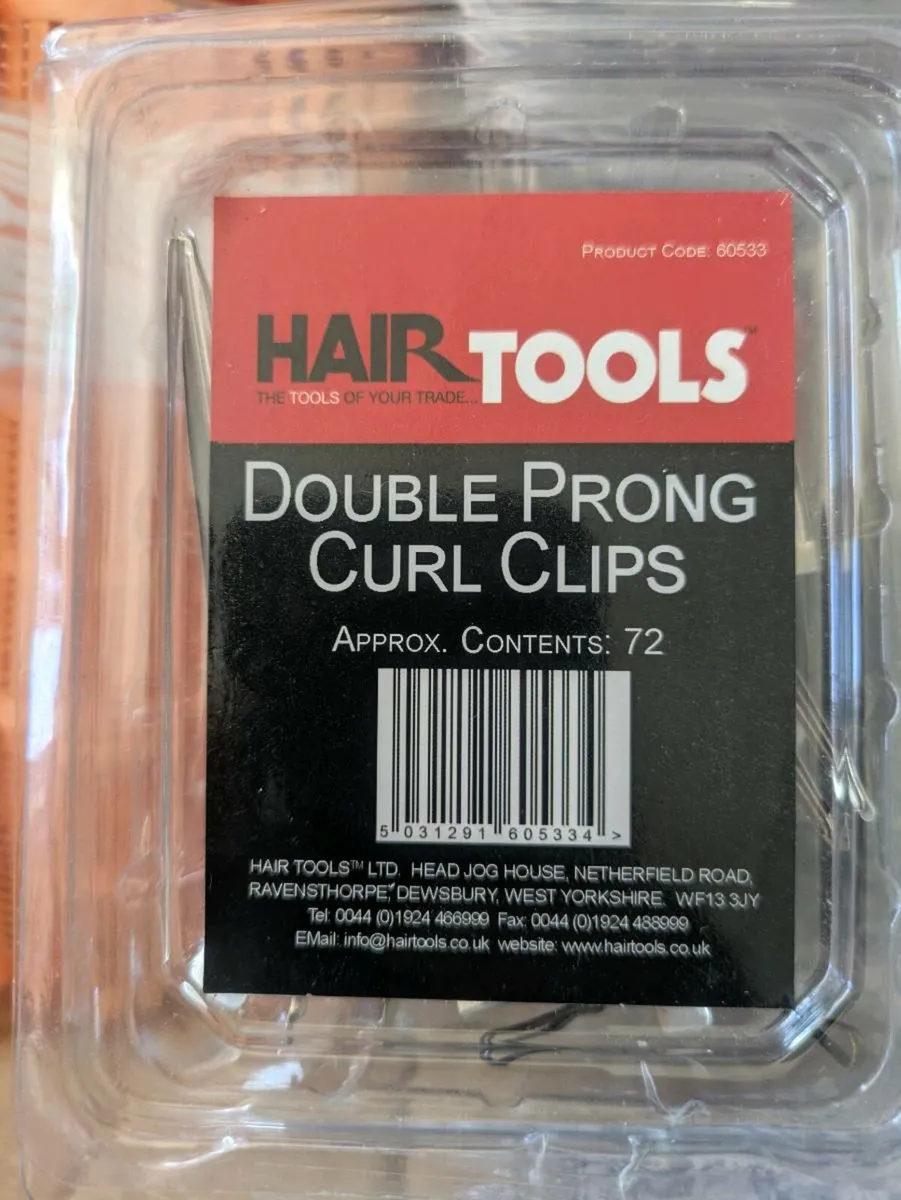 Product Code: 60533
HAIR TOOLS™
THE TOOLS OF YOUR TRADE...
Double Prong
Curl Clips
Approx. Contents: 72
5 031291 605334 >
HAIR TOOLS™ LTD. HEAD JOG HOUSE, NETHERFIELD ROAD,
RAVENSTHORPE, DEWSBURY, WEST YORKSHIRE. WF13 3JY
Tel: 0044 (0)1924 466999 Fax: 0044 (0)1924 488999
EMail: info@hairtools.co.uk website: www.hairtools.co.uk